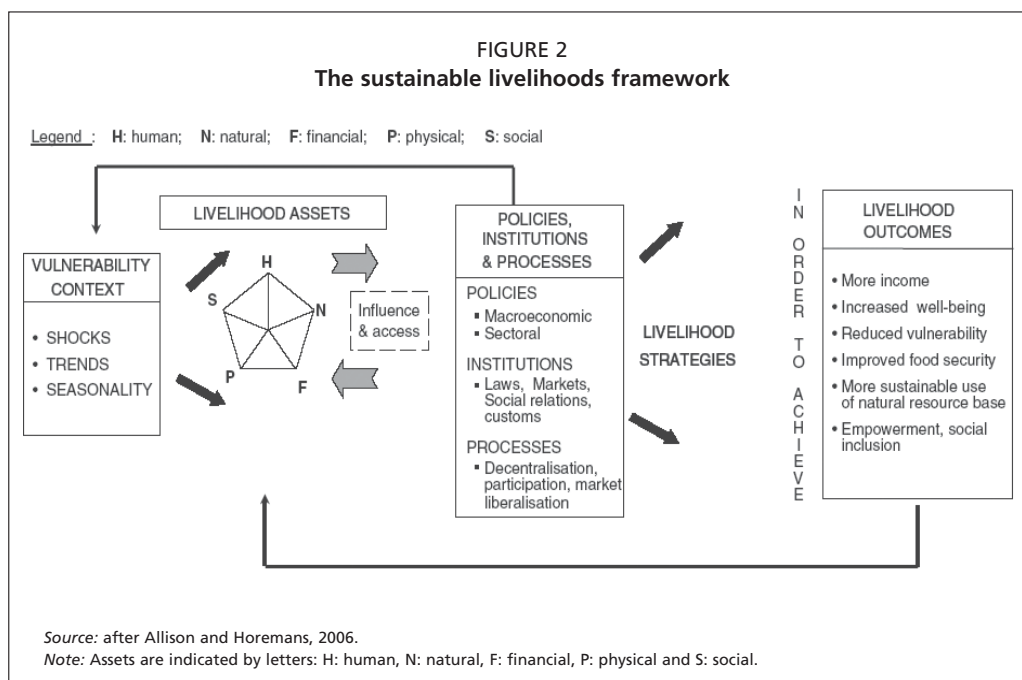 FIGURE 2
The sustainable livelihoods framework
Legend : H: human; N: natural; F: financial; P: physical; S: social
LIVELIHOOD ASSETS
VULNERABILITY
CONTEXT
• SHOCKS
• TRENDS
• SEASONALITY
H
S
N
P
F
Influence
& access
POLICIES,
INSTITUTIONS
& PROCESSES
POLICIES
▪ Macroeconomic
▪ Sectoral
INSTITUTIONS
▪ Laws, Markets,
Social relations,
customs
PROCESSES
▪ Decentralisation,
participation, market
liberalisation
LIVELIHOOD
STRATEGIES
IN ORDER TO ACHIEVE
LIVELIHOOD
OUTCOMES
• More income
• Increased well-being
• Reduced vulnerability
• Improved food security
• More sustainable use
of natural resource base
• Empowerment, social
inclusion
Source: after Allison and Horemans, 2006.
Note: Assets are indicated by letters: H: human, N: natural, F: financial, P: physical and S: social.